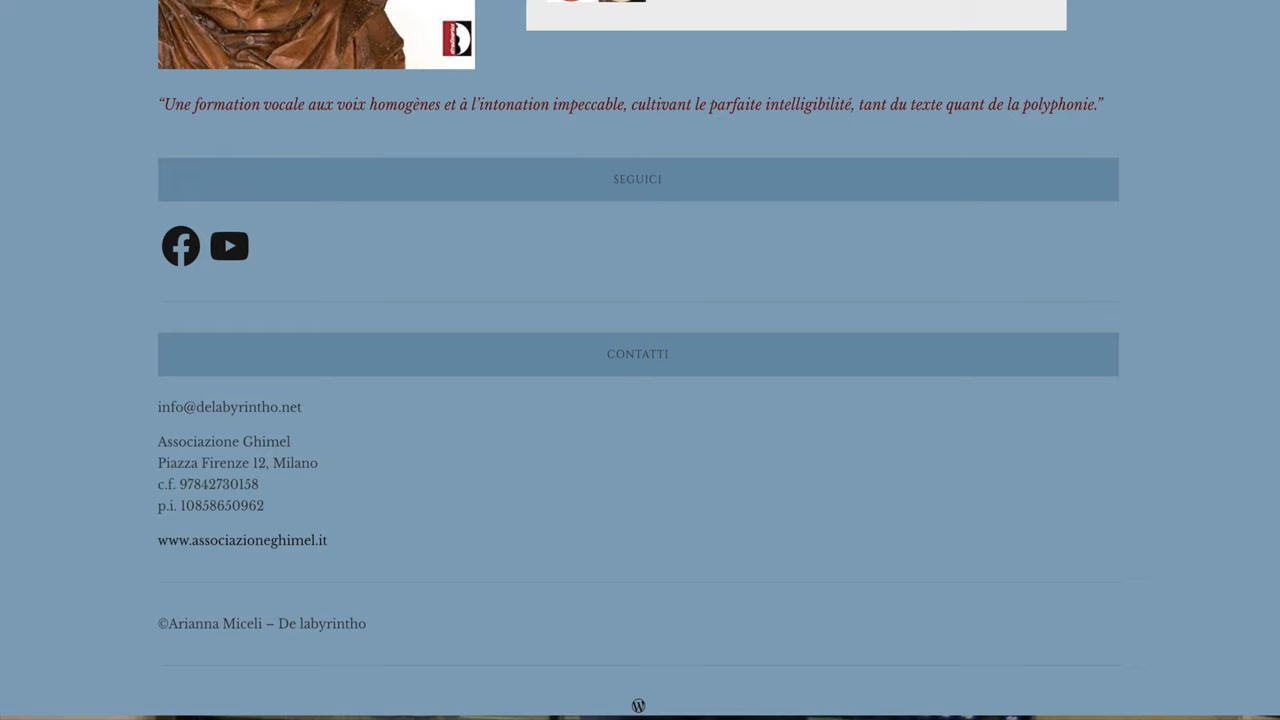 “Une formation vocale aux voix homogènes et à l’intonation impeccable, cultivant le parfaite intelligibilité, tant du texte quant de la polyphonie.”
SEGUICI
CONTATTI
info@delabyrintho.net
Associazione Ghimel
Piazza Firenze 12, Milano
c.f. 97842730158
p.i. 10858650962
www.associazioneghimel.it
©Arianna Miceli – De labyrintho